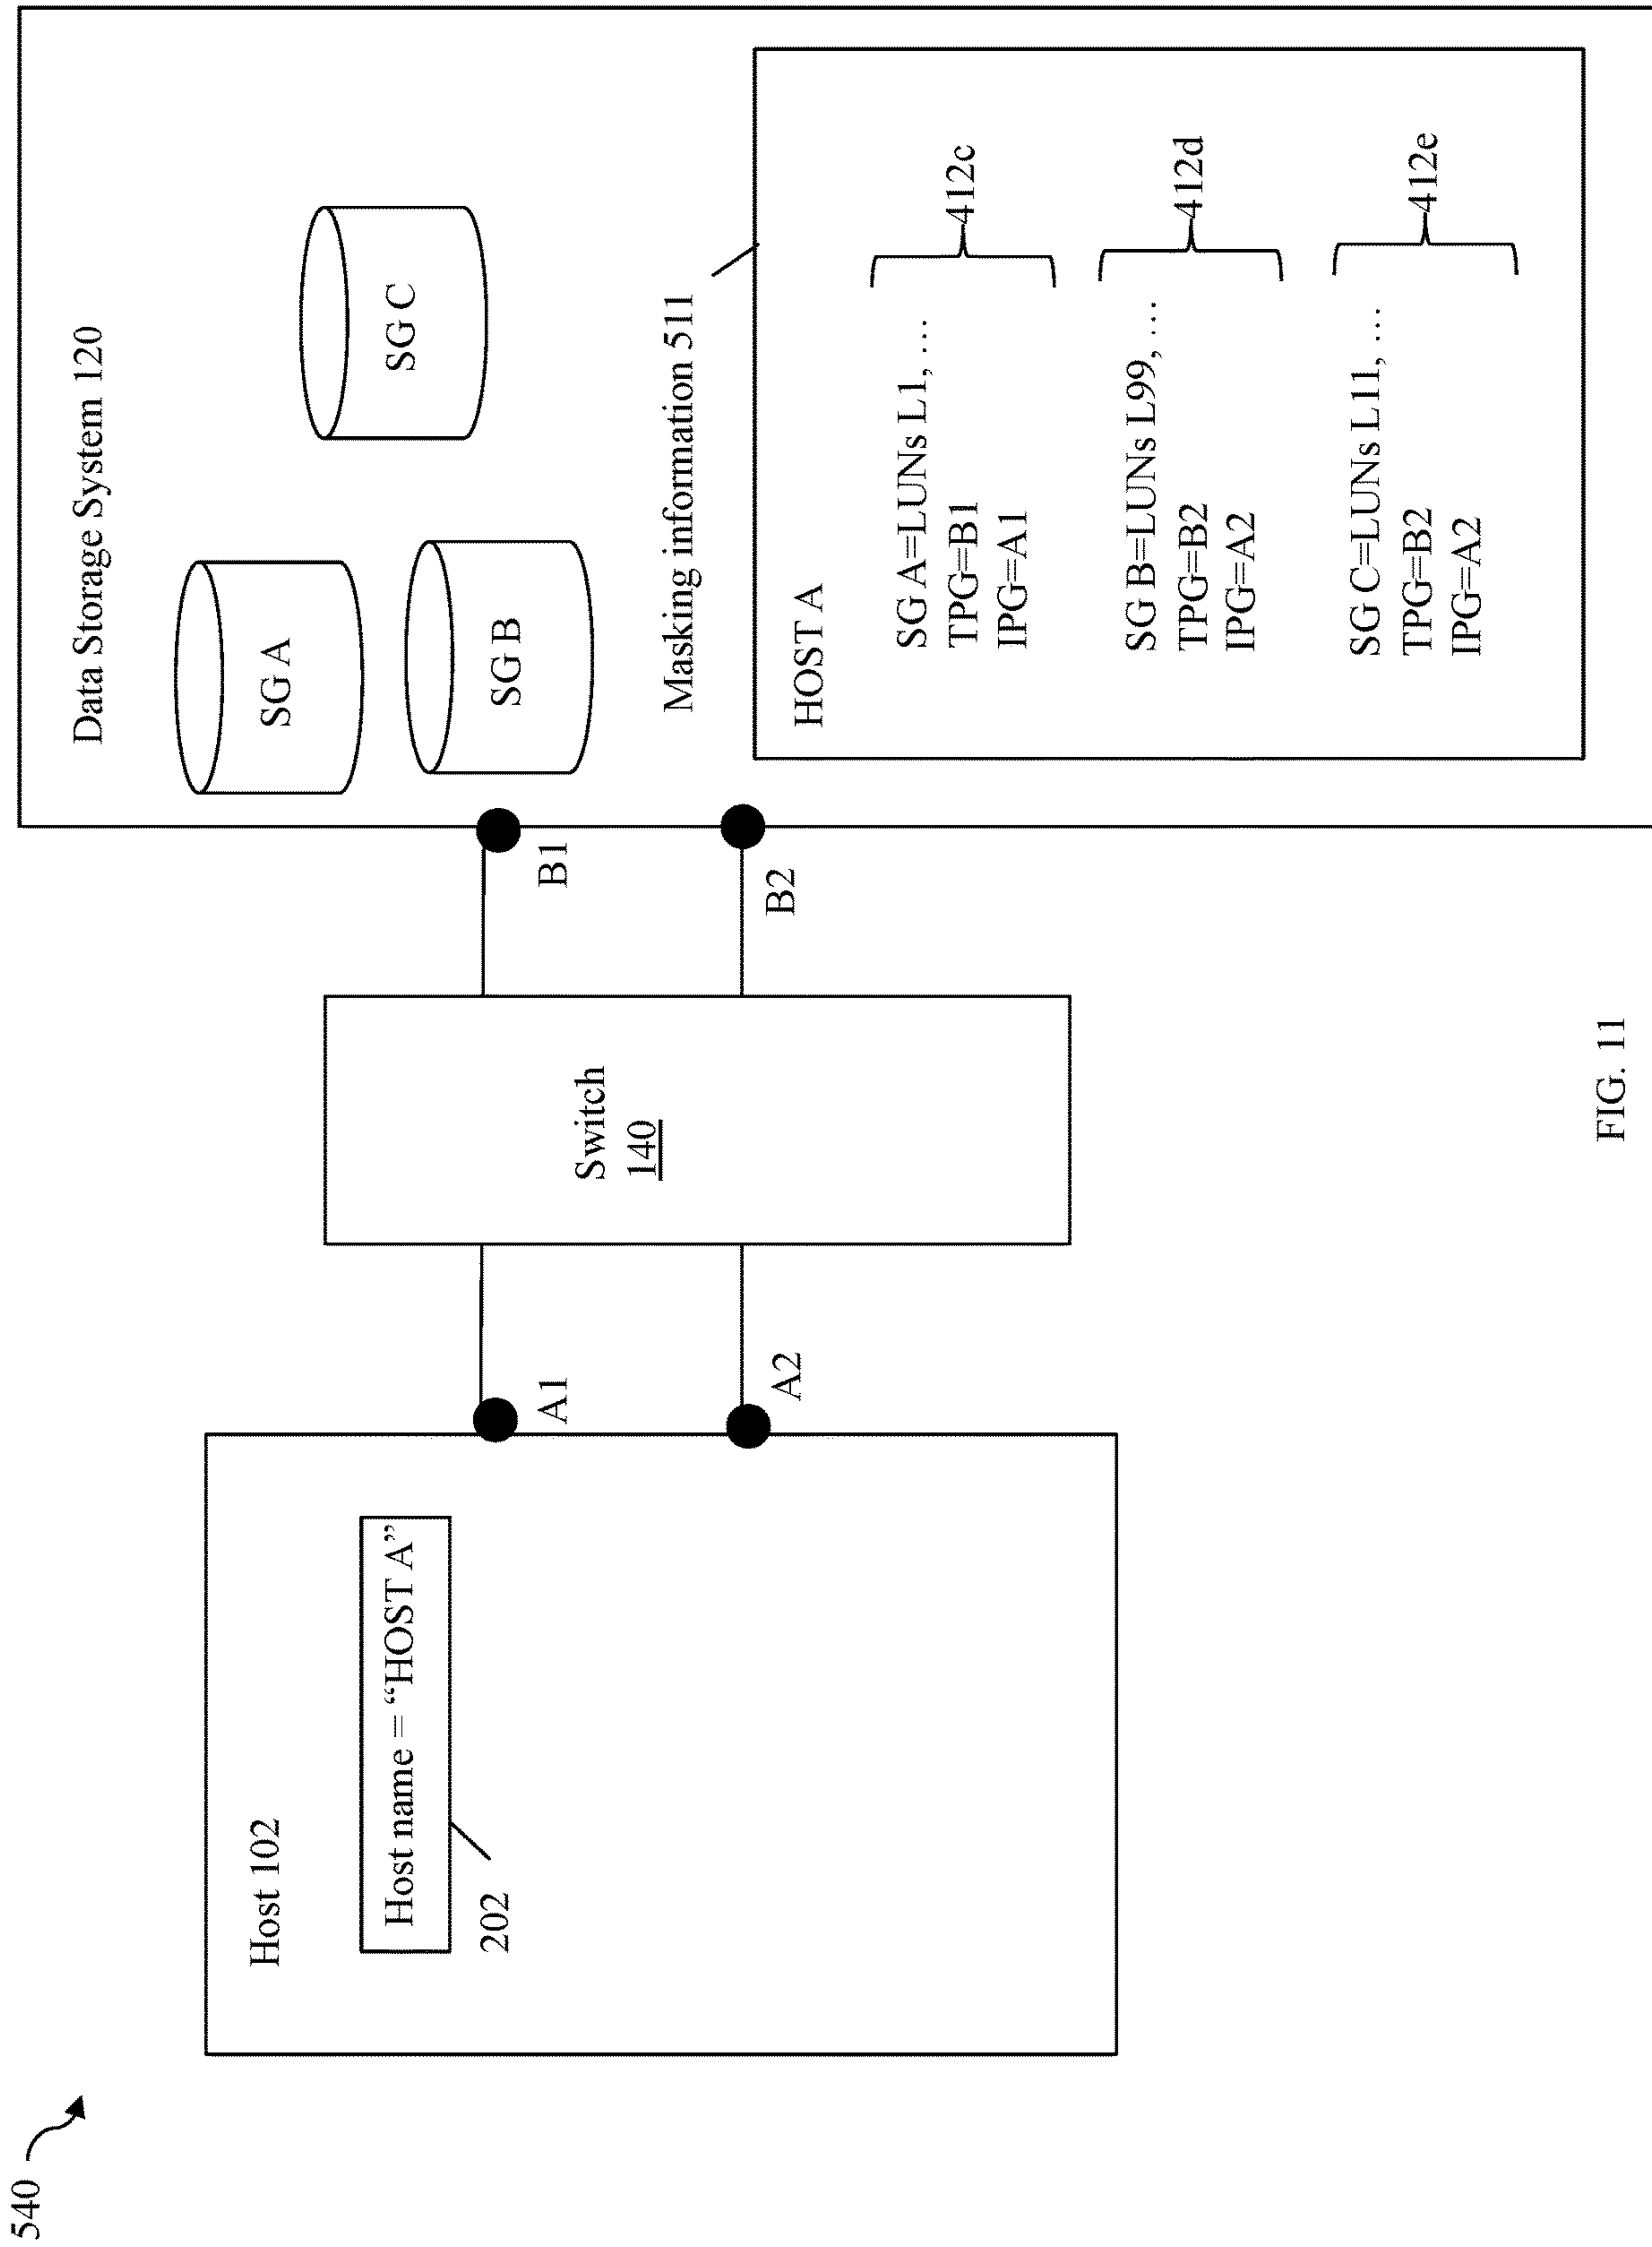 540
Host 102
Host name = “HOST A”
202
A1
A2
Switch
140
B1
B2
Data Storage System 120
SG A
SG B
SG C
Masking information 511
HOST A
SG A=LUNs L1, …
TPG=B1
IPG=A1
412c
SG B=LUNs L99, …
TPG=B2
IPG=A2
412d
SG C=LUNs L11, …
TPG=B2
IPG=A2
412e
FIG. 11